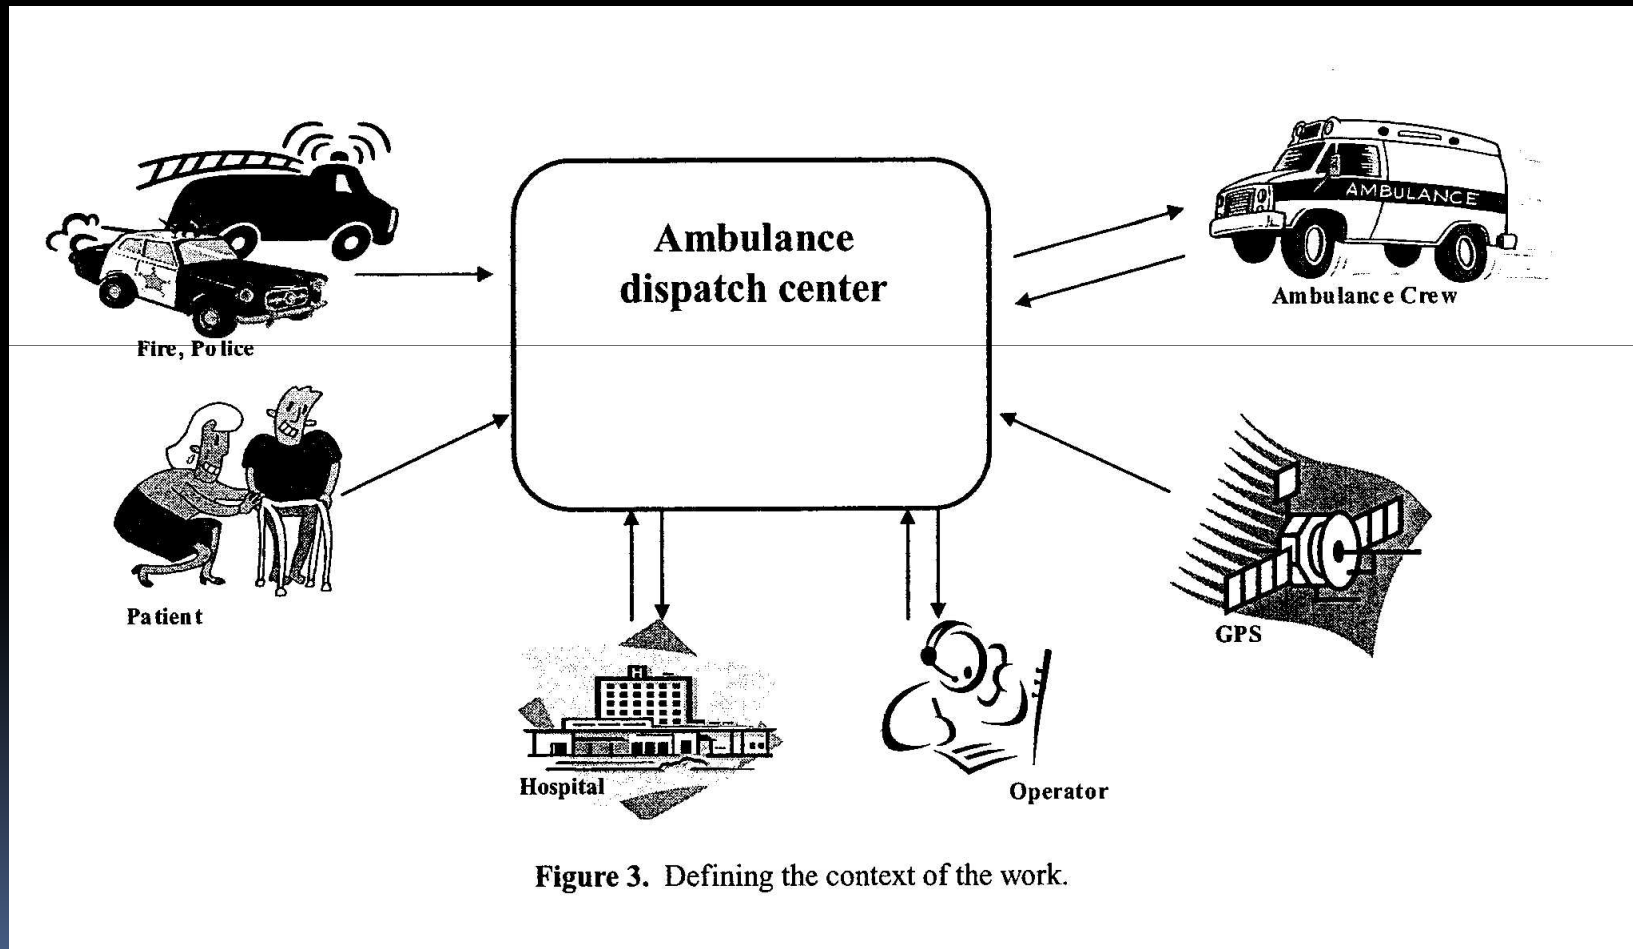 Ambulance
dispatch center
AMBULANCE
Ambulance Crew
Fire, Police
Patient
GPS
Hospital
H
Operator
Figure 3. Defining the context of the work.